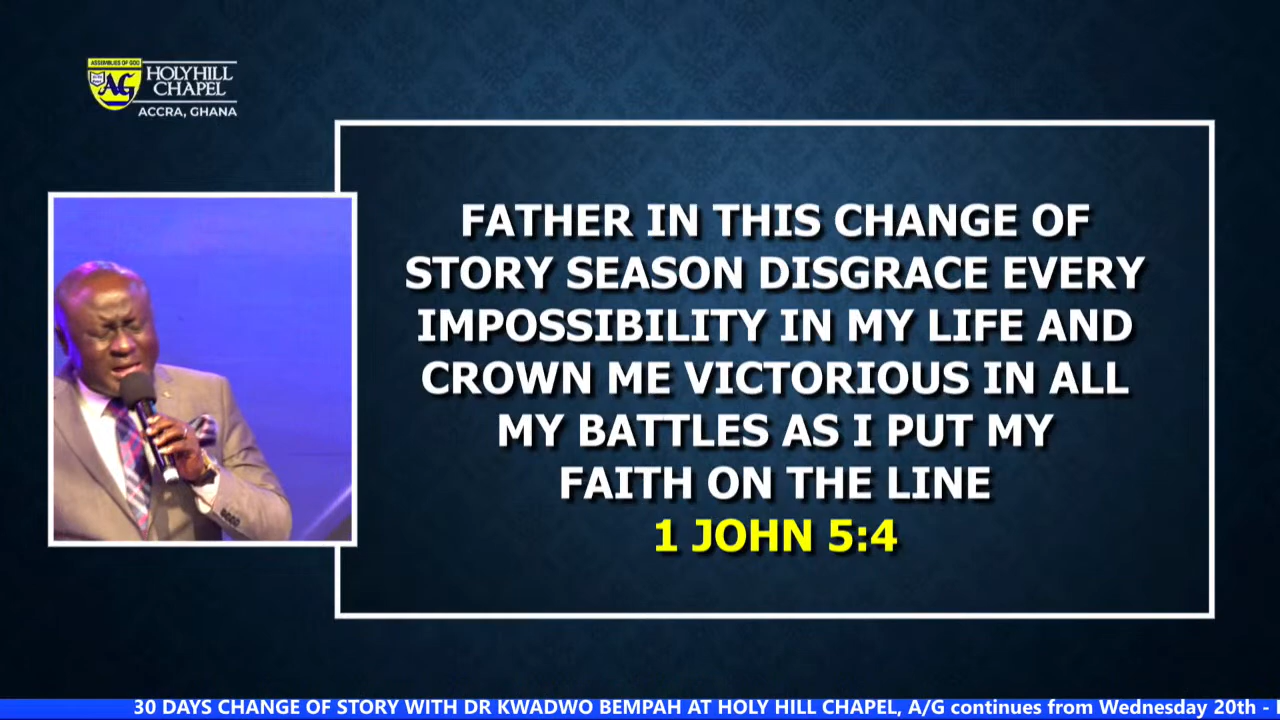 ASSEMBLIES OF GOD
AG
HOLYHILL
CHAPEL
ACCRA, GHANA
FATHER IN THIS CHANGE OF
STORY SEASON DISGRACE EVERY
IMPOSSIBILITY IN MY LIFE AND
CROWN ME VICTORIOUS IN ALL
MY BATTLES AS I PUT MY
FAITH ON THE LINE
1 JOHN 5:4
30 DAYS CHANGE OF STORY WITH DR KWADWO BEMPAH AT HOLY HILL CHAPEL, A/G continues from Wednesday 20th -